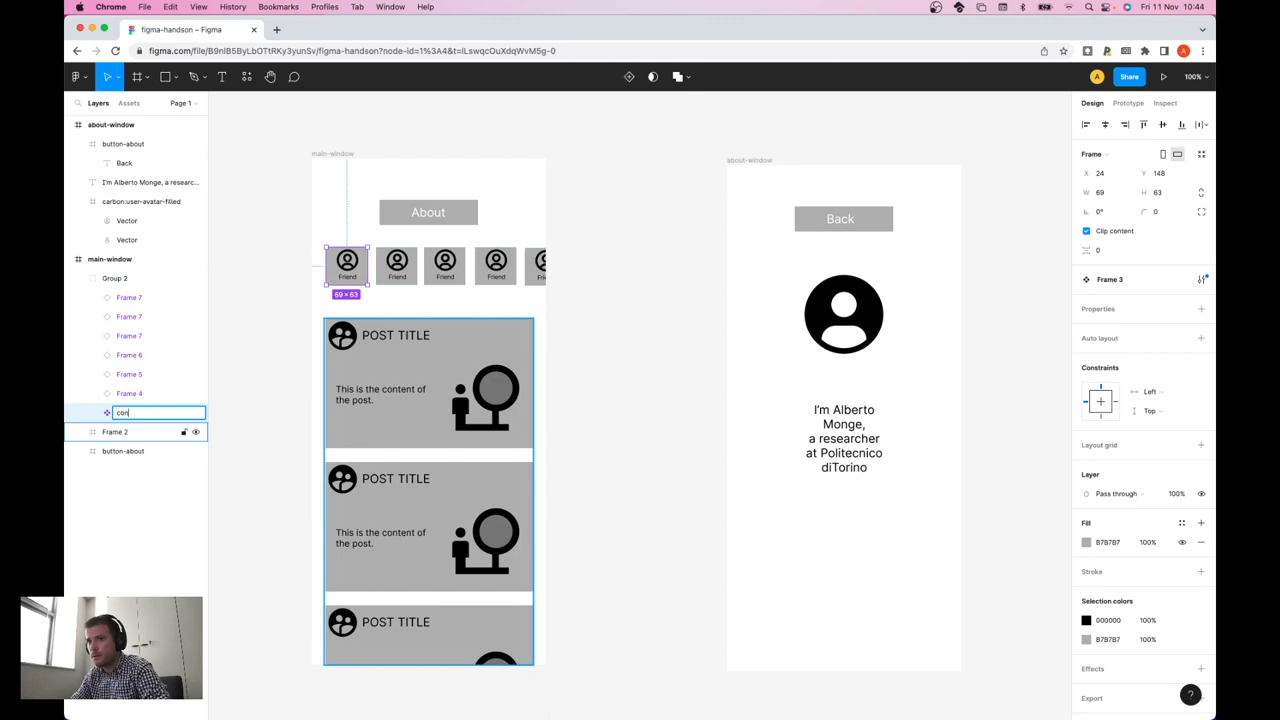 Chrome File Edit View History Bookmarks Profiles Tab Window Help Fri 11 Nov 10:44
figma-handson – Figma
figma.com/file/B9nIB5ByLbOTtRKy3yunSv/figma-handson?node-id=1%3A4&t=ILswqcOuXdqWvM5g-0
A
A Share 100%
Layers Assets Page 1
about-window
button-about
Back
I'm Alberto Monge, a researc...
carbon:user-avatar-filled
Vector
Vector
main-window
Group 2
Frame 7
Frame 7
Frame 7
Frame 6
Frame 5
Frame 4
con
Frame 2
button-about
main-window
About
Friend Friend Friend Friend Fri
69 × 63
POST TITLE
This is the content of
the post.
POST TITLE
This is the content of
the post.
POST TITLE
about-window
Back
I'm Alberto
Monge,
a researcher
at Politecnico
diTorino
Design Prototype Inspect
Frame
X 24 Y 148
W 69 H 63
0° 0
Clip content
0
Frame 3
Properties
Auto layout
Constraints
Left
Top
Layout grid
Layer
Pass through 100%
Fill
B7B7B7 100%
Stroke
Selection colors
000000 100%
B7B7B7 100%
Effects
Export
?